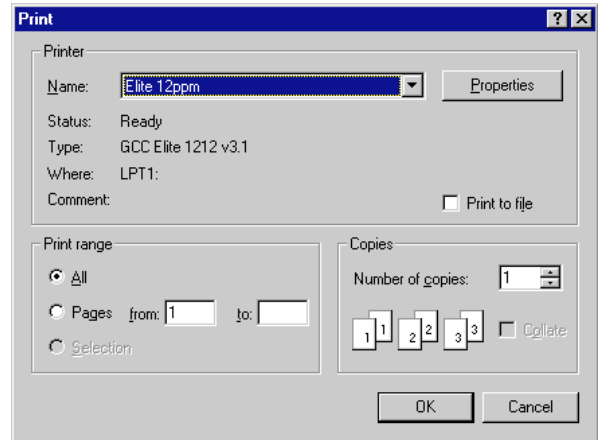 Print
Printer
Name: Elite 12ppm Properties
Status: Ready
Type: GCC Elite 1212 v3.1
Where: LPT1:
Comment: Print to file
Print range
All
Pages from: 1 to:
Selection
Copies
Number of copies: 1
1 1 2 2 3 3 Collate
OK Cancel